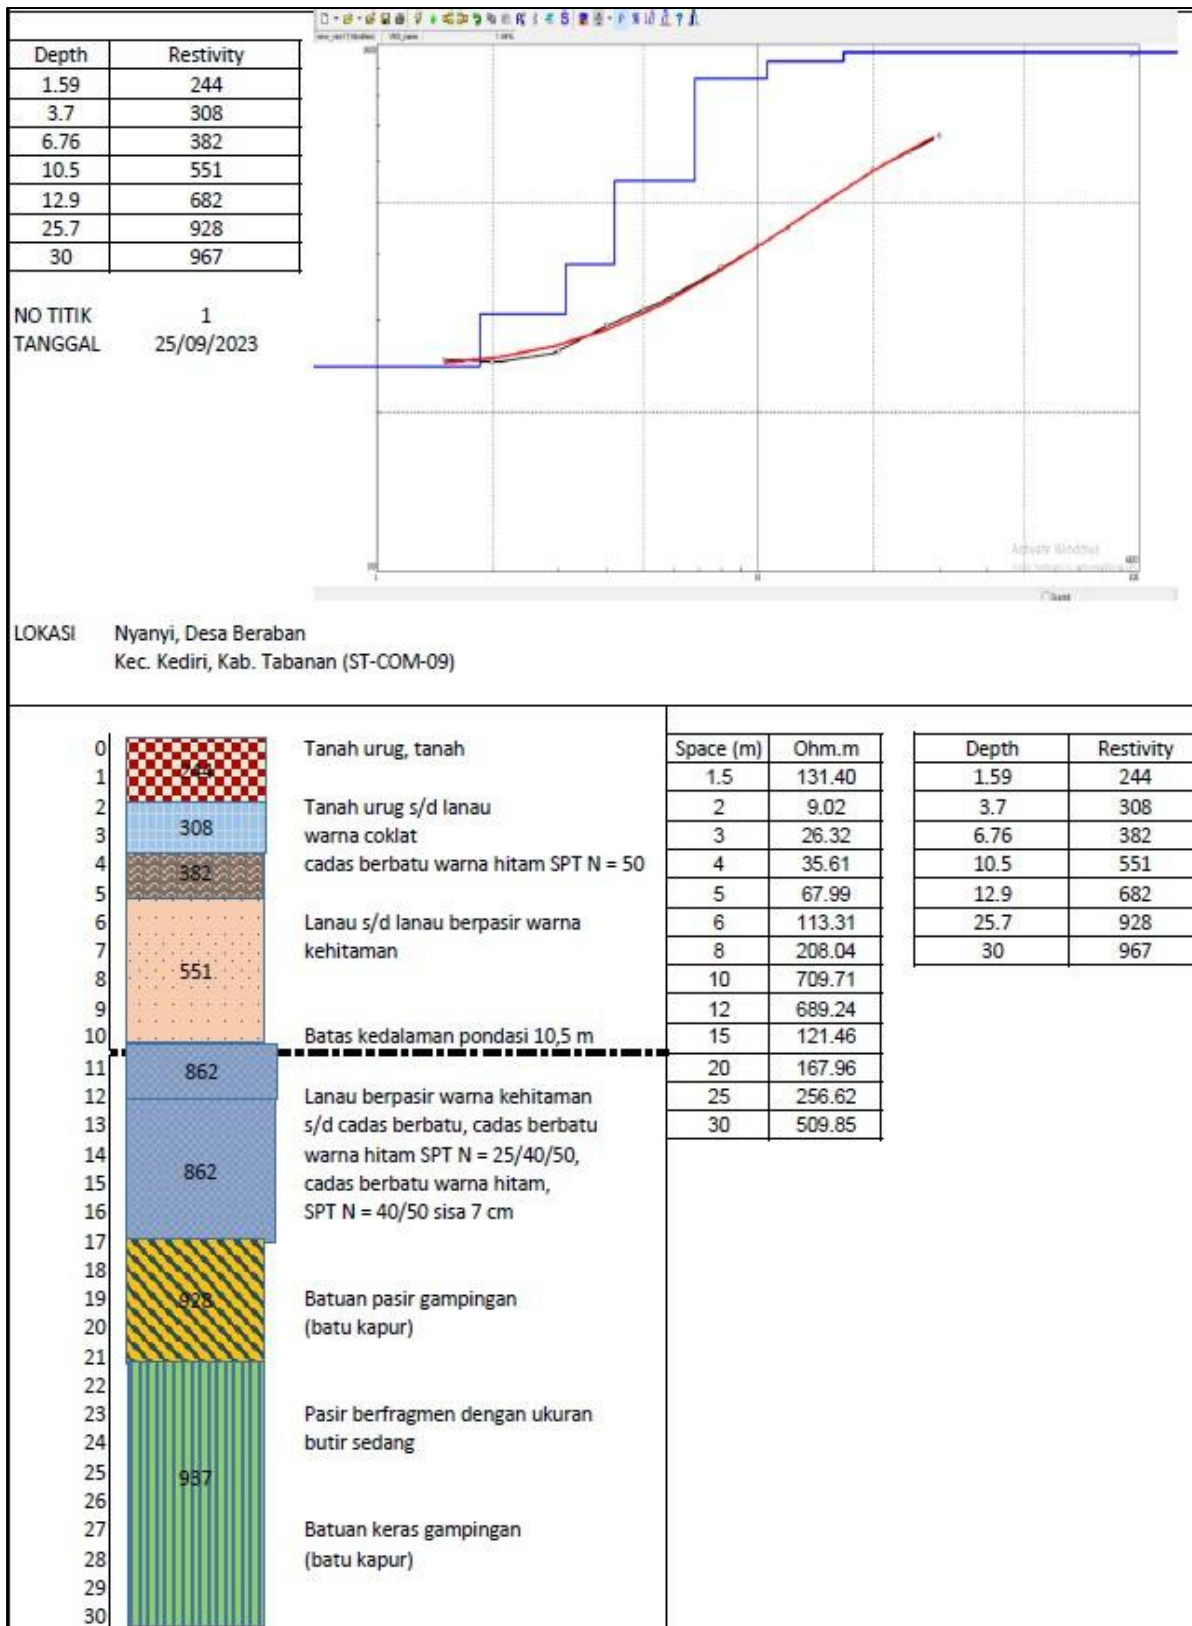 Depth Restivity
1.59 244
3.7 308
6.76 382
10.5 551
12.9 682
25.7 928
30 967
NO TITIK 1
TANGGAL 25/09/2023
Activate Windows
LOKASI Nyanyi, Desa Beraban
Kec. Kediri, Kab. Tabanan (ST-COM-09)
0
1
2
3
4
5
6
7
8
9
10
11
12
13
14
15
16
17
18
19
20
21
22
23
24
25
26
27
28
29
30
244
308
382
551
862
862
928
Tanah urug, tanah
Tanah urug s/d lanau
warna coklat
cadas berbatu warna hitam SPT N = 50
Lanau s/d lanau berpasir warna
kehitaman
Batas kedalaman pondasi 10,5 m
Lanau berpasir warna kehitaman
s/d cadas berbatu, cadas berbatu
warna hitam SPT N = 25/40/50,
cadas berbatu warna hitam,
SPT N = 40/50 sisa 7 cm
Batuan pasir gampingan
(batu kapur)
Pasir berfragmen dengan ukuran
butir sedang
Batuan keras gampingan
(batu kapur)
Space (m) Ohm.m
1.5 131.40
2 9.02
3 26.32
4 35.61
5 67.99
6 113.31
8 208.04
10 709.71
12 689.24
15 121.46
20 167.96
25 256.62
30 509.85
Depth Restivity
1.59 244
3.7 308
6.76 382
10.5 551
12.9 682
25.7 928
30 967